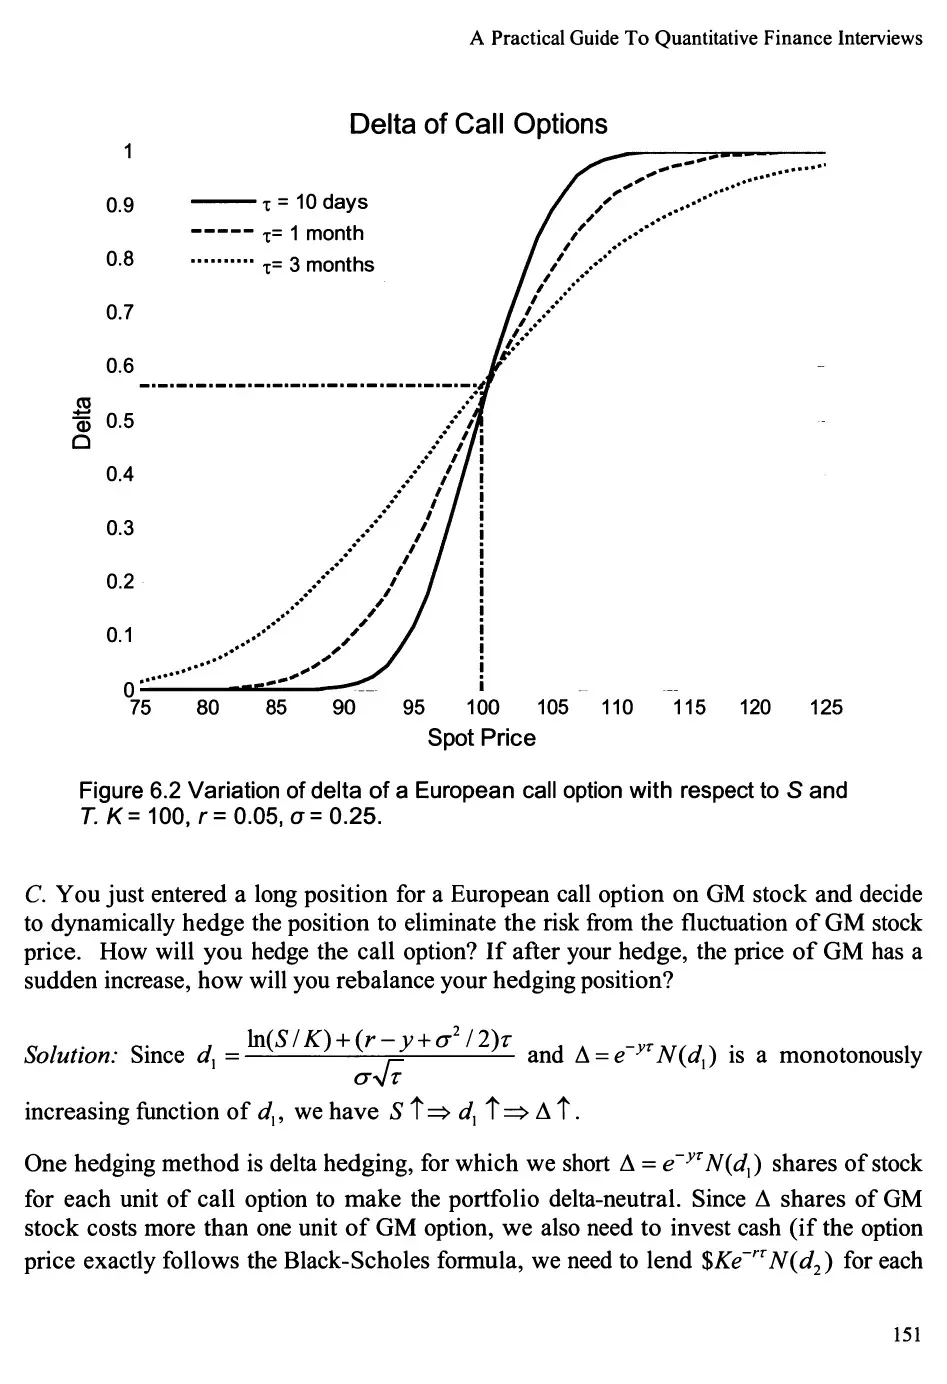 A Practical Guide To Quantitative Finance Interviews
Delta of Call Options
1
0.9
0.8
0.7
0.6
0.5
0.4
0.3
0.2
0.1
0
Delta
τ = 10 days
τ= 1 month
τ= 3 months
75 80 85 90 95 100 105 110 115 120 125
Spot Price
Figure 6.2 Variation of delta of a European call option with respect to S and
T. K = 100, r = 0.05, σ = 0.25.
C. You just entered a long position for a European call option on GM stock and decide
to dynamically hedge the position to eliminate the risk from the fluctuation of GM stock
price. How will you hedge the call option? If after your hedge, the price of GM has a
sudden increase, how will you rebalance your hedging position?
Solution: Since d₁ = ln(S / K) + (r − y + σ² / 2)τ / σ√τ and Δ = e^(−yτ) N(d₁) is a monotonously
increasing function of d₁, we have S ↑⇒ d₁ ↑⇒ Δ ↑.
One hedging method is delta hedging, for which we short Δ = e^(−yτ) N(d₁) shares of stock
for each unit of call option to make the portfolio delta-neutral. Since Δ shares of GM
stock costs more than one unit of GM option, we also need to invest cash (if the option
price exactly follows the Black-Scholes formula, we need to lend $Ke^(−rτ) N(d₂) for each
151